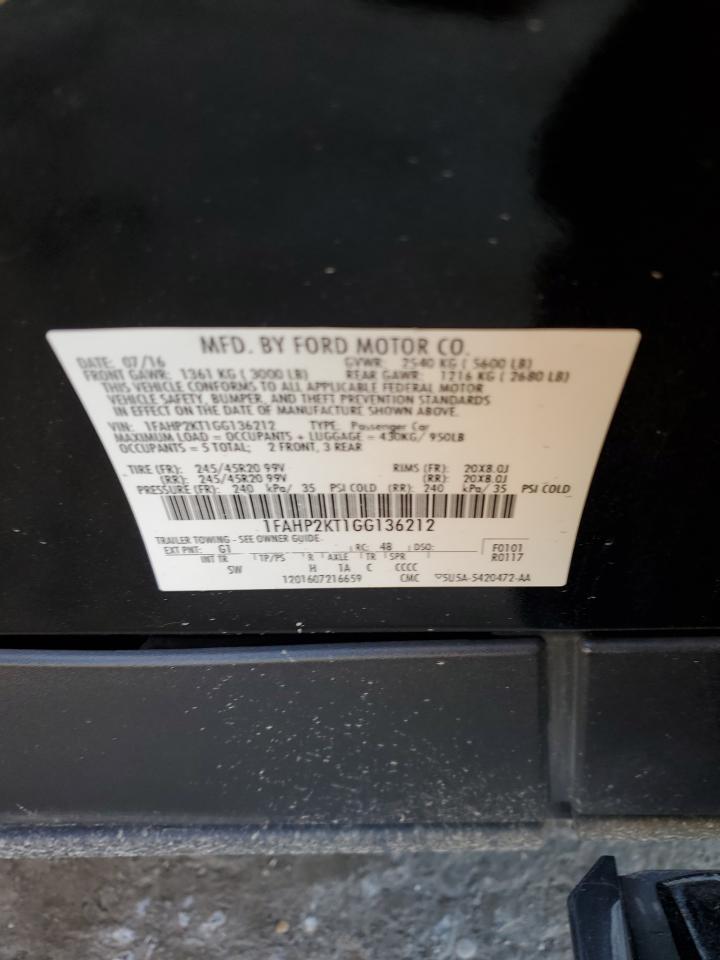 MFD. BY FORD MOTOR CO.
DATE: 07/16 GVWR: 2540 KG ( 5600 LB)
FRONT GAWR: 1361 KG ( 3000 LB) REAR GAWR: 1216 KG ( 2680 LB)
THIS VEHICLE CONFORMS TO ALL APPLICABLE FEDERAL MOTOR
VEHICLE SAFETY, BUMPER, AND THEFT PREVENTION STANDARDS
IN EFFECT ON THE DATE OF MANUFACTURE SHOWN ABOVE.
VIN: 1FAHP2KT1GG136212 TYPE: Passenger Car
MAXIMUM LOAD = OCCUPANTS + LUGGAGE = 430KG/ 950LB
OCCUPANTS = 5 TOTAL; 2 FRONT, 3 REAR
TIRE (FR): 245/45R20 99V RIMS (FR): 20X8.0J
(RR): 245/45R20 99V (RR): 20X8.0J
PRESSURE (FR): 240 kPa/ 35 PSI COLD (RR): 240 kPa/ 35 PSI COLD
1FAHP2KT1GG136212
TRAILER TOWING - SEE OWNER GUIDE. F0101
EXT PNT: G1 RC: 48 DSO: R0117
INT TR TP/PS R AXLE TR SPR
SW H 1A C CCCC
1201607216659 CMC 5U5A-5420472-AA